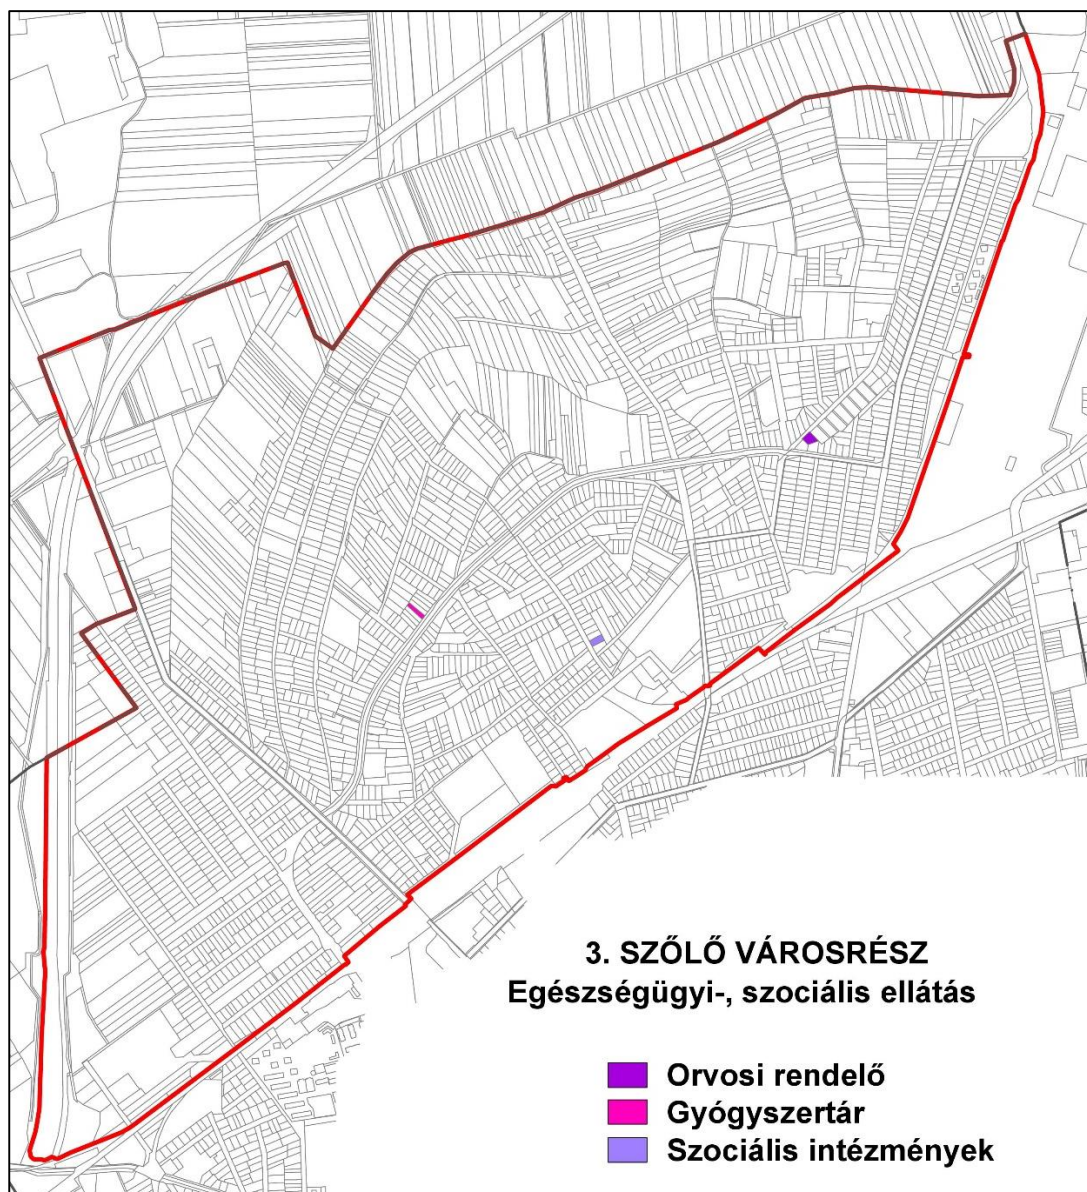 3. SZŐLŐ VÁROSRÉSZ
Egészségügyi-, szociális ellátás
Orvosi rendelő
Gyógyszertár
Szociális intézmények